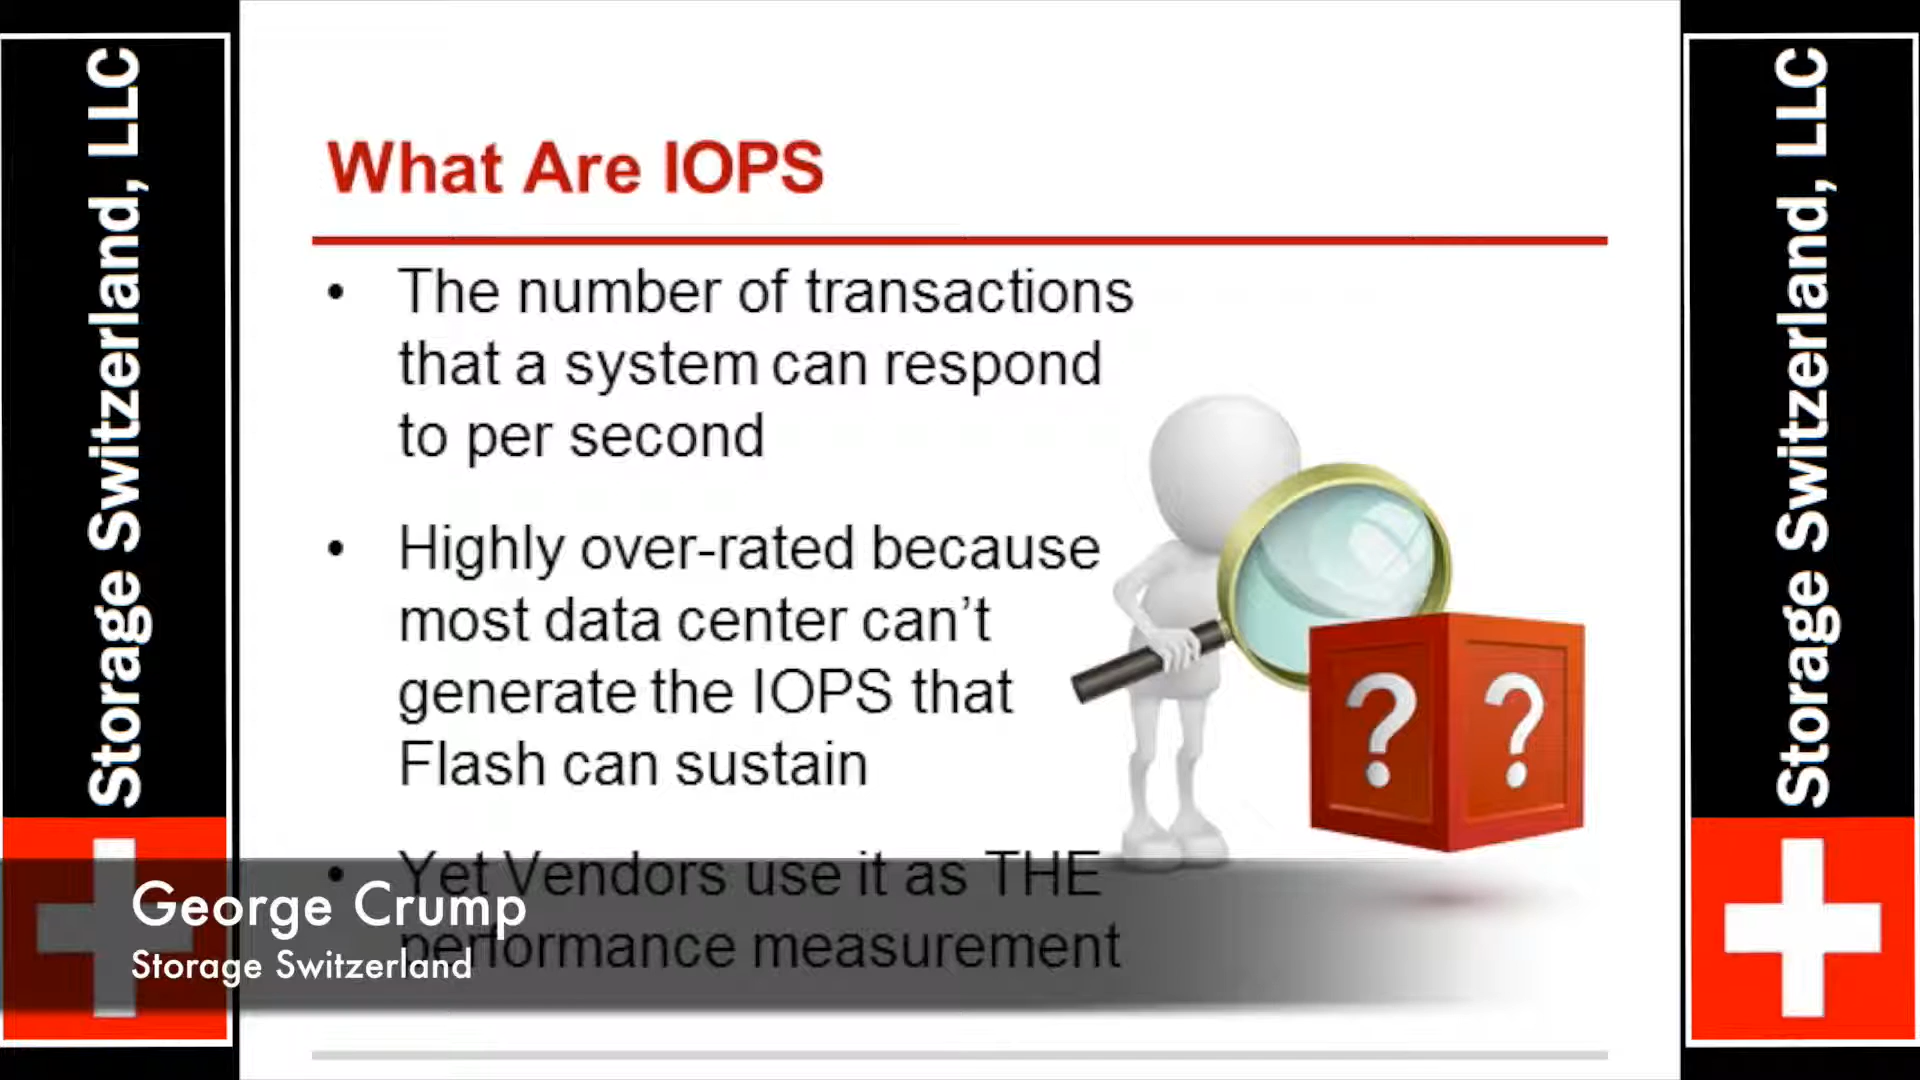 Storage Switzerland, LLC
What Are IOPS
• The number of transactions
that a system can respond
to per second
• Highly over-rated because
most data center can't
generate the IOPS that
Flash can sustain
• Yet Vendors use it as THE
performance measurement
George Crump
Storage Switzerland
? ?
Storage Switzerland, LLC